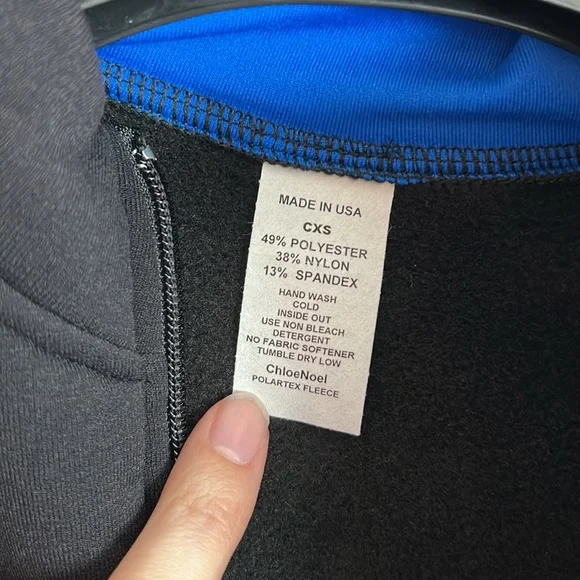 MADE IN USA
CXS
49% POLYESTER
38% NYLON
13% SPANDEX
HAND WASH
COLD
INSIDE OUT
USE NON BLEACH
DETERGENT
NO FABRIC SOFTENER
TUMBLE DRY LOW
ChloeNoel
POLARTEX FLEECE